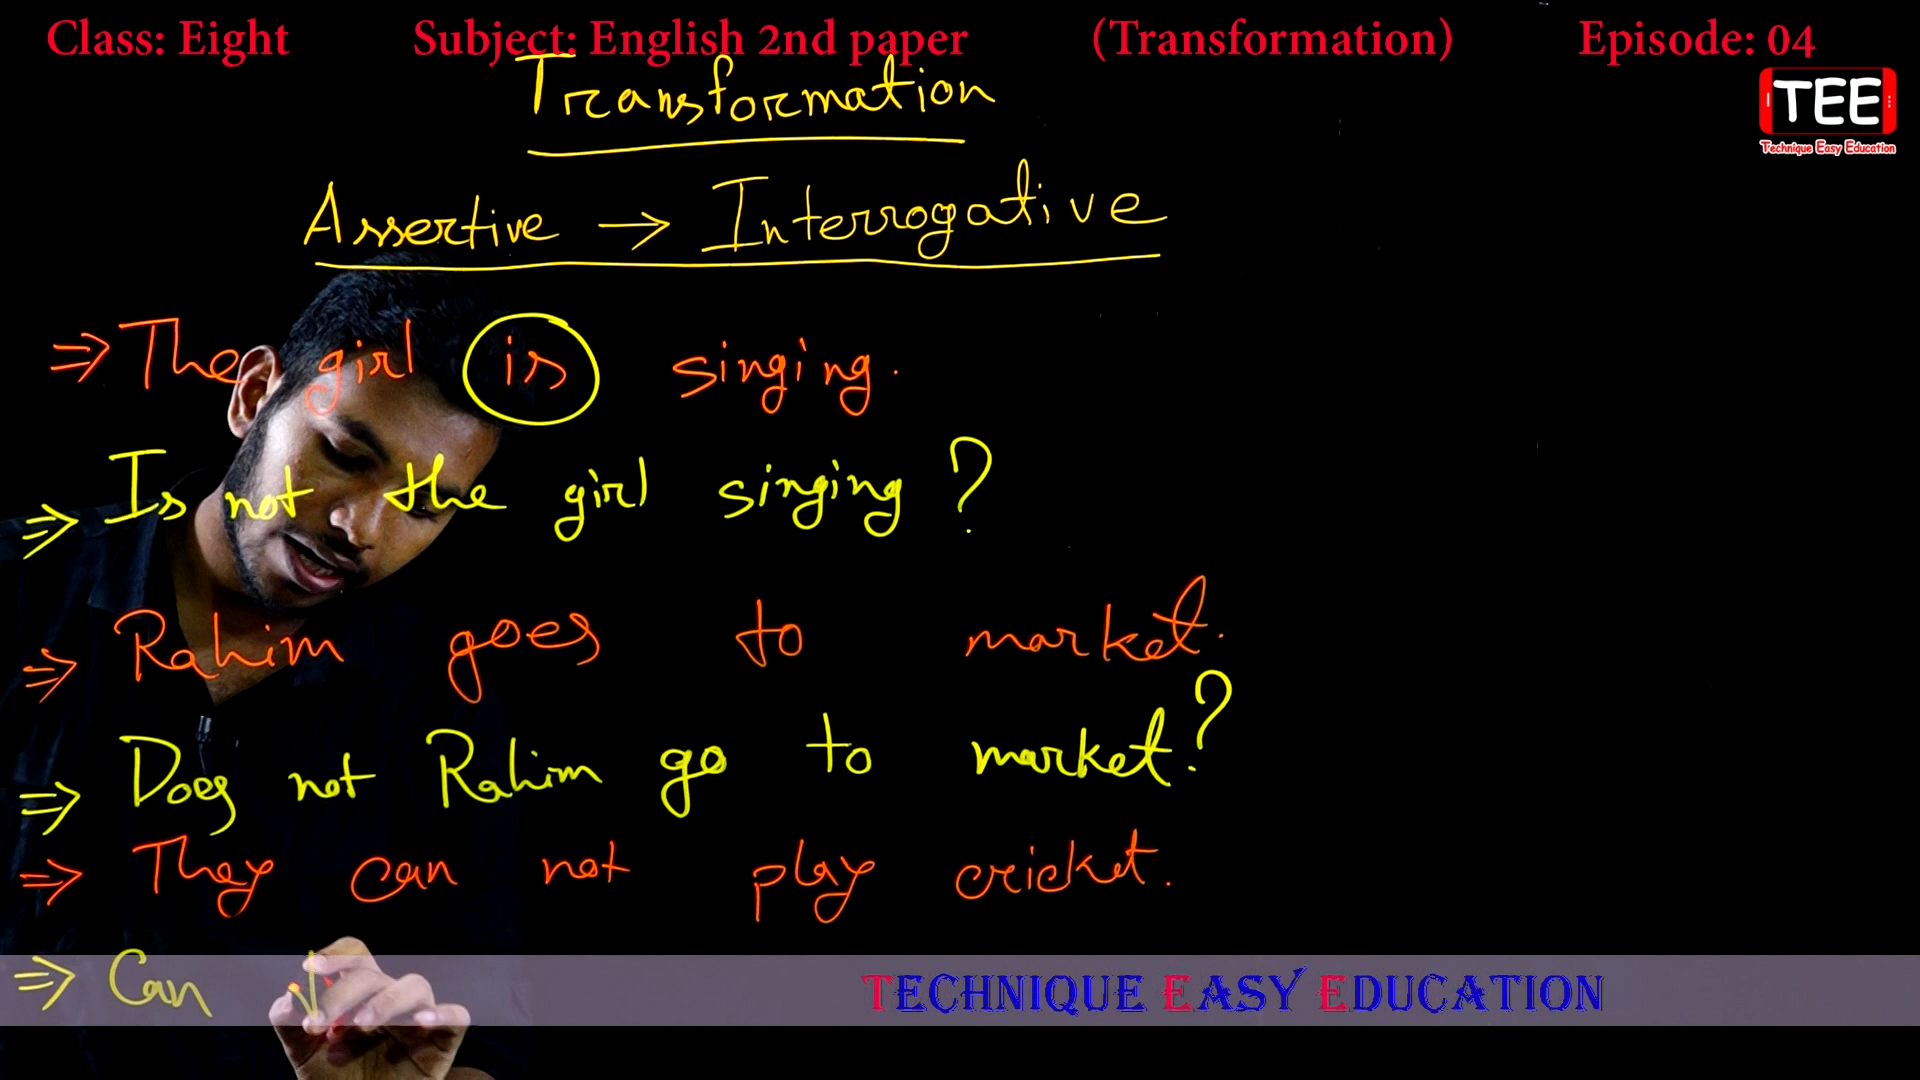 Class: Eight Subject: English 2nd paper (Transformation) Episode: 04
TEE
Technique Easy Education
Transformation
Assertive → Interrogative
⇒ The girl is singing.
⇒ Is not the girl singing?
⇒ Rahim goes to market.
⇒ Does not Rahim go to market?
⇒ They can not play cricket.
⇒ Can
TECHNIQUE EASY EDUCATION